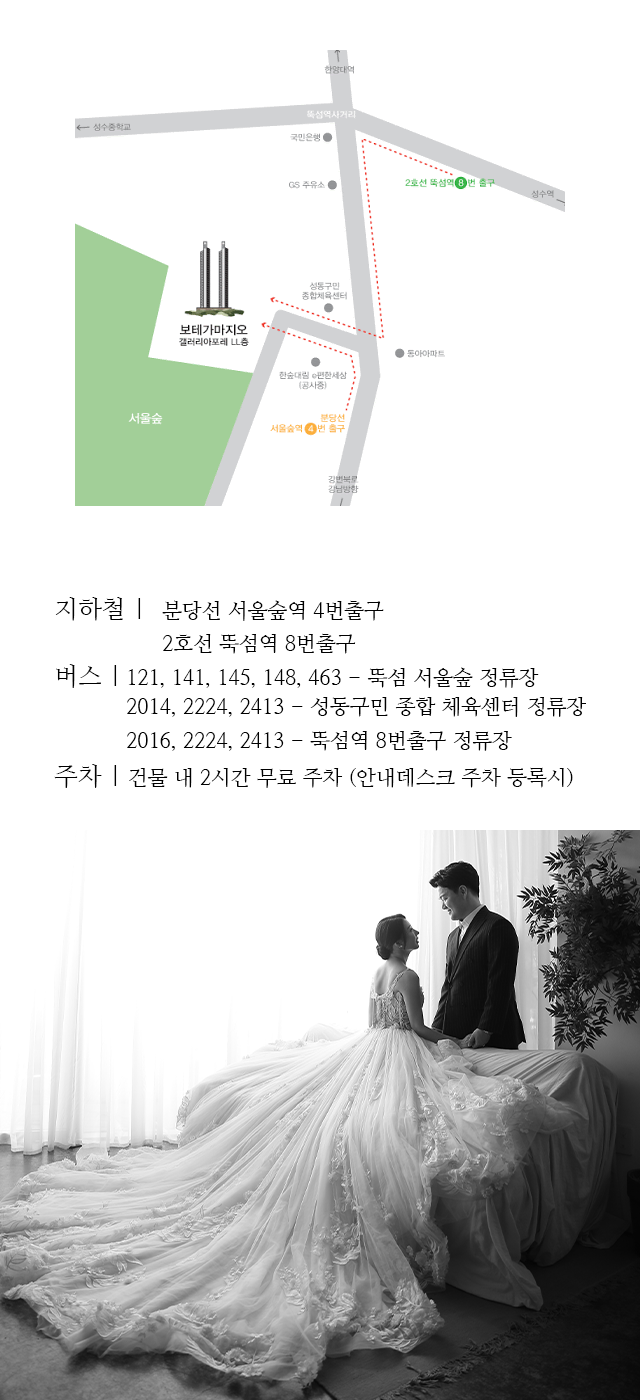 한양대역
뚝섬역사거리
성수중학교
국민은행
GS 주유소
2호선 뚝섬역 8번 출구
성수역
성동구민
종합체육센터
보테가마지오
갤러리아포레 LL층
동아아파트
한숲대림 e편한세상
(공사중)
서울숲
분당선
서울숲역 4번 출구
강변북로
강남방향
지하철 | 분당선 서울숲역 4번출구
2호선 뚝섬역 8번출구
버스 | 121, 141, 145, 148, 463 - 뚝섬 서울숲 정류장
2014, 2224, 2413 - 성동구민 종합 체육센터 정류장
2016, 2224, 2413 - 뚝섬역 8번출구 정류장
주차 | 건물 내 2시간 무료 주차 (안내데스크 주차 등록시)